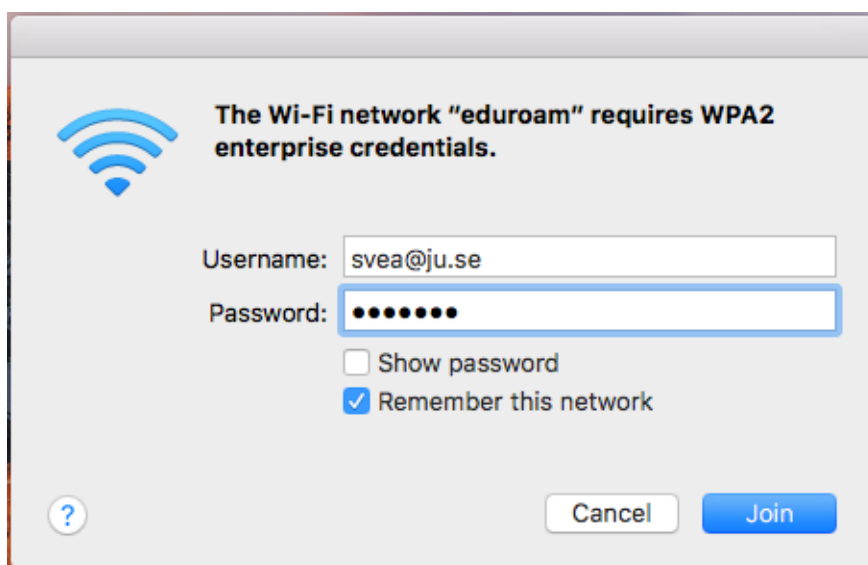 The Wi-Fi network “eduroam” requires WPA2
enterprise credentials.
Username: svea@ju.se
Password: •••••••
Show password
Remember this network
? Cancel Join